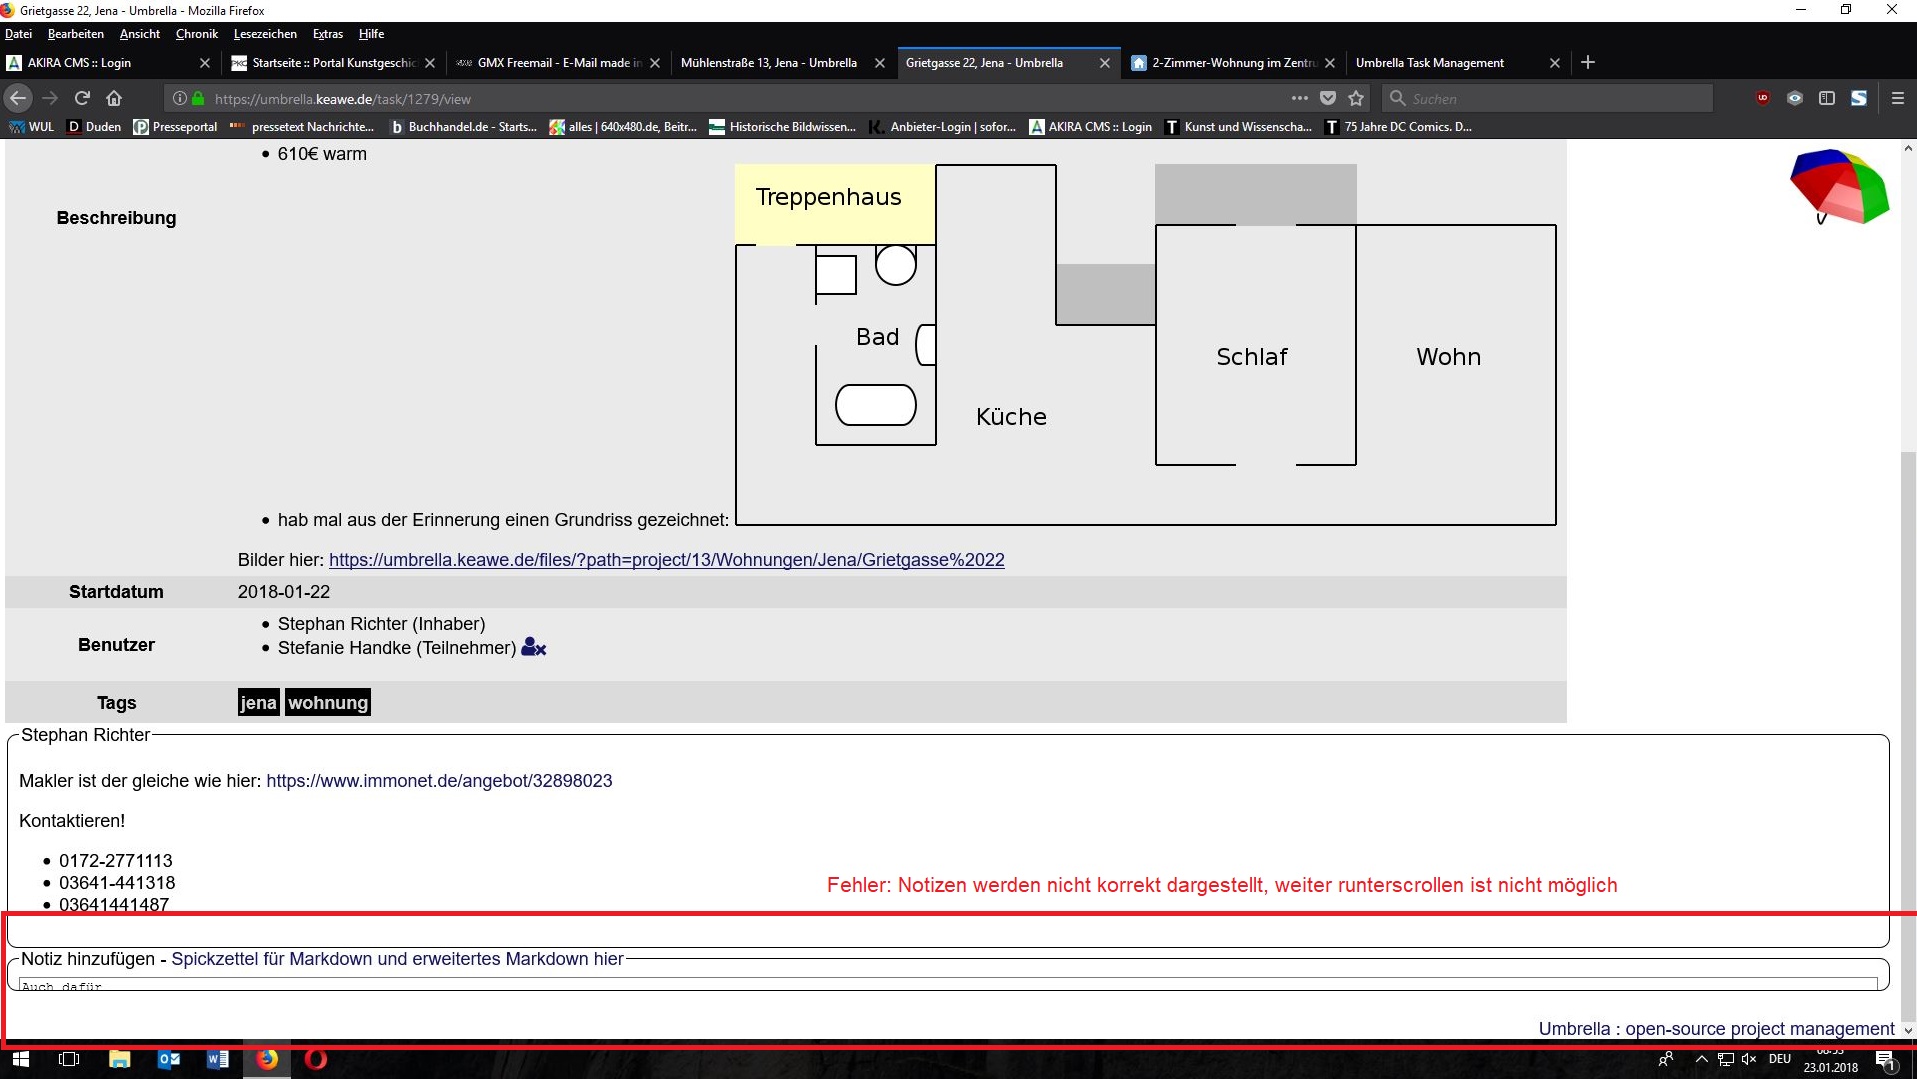 Grietgasse 22, Jena - Umbrella - Mozilla Firefox
Datei Bearbeiten Ansicht Chronik Lesezeichen Extras Hilfe
AKIRA CMS :: Login
Startseite :: Portal Kunstgeschic
GMX Freemail - E-Mail made in
Mühlenstraße 13, Jena - Umbrella
Grietgasse 22, Jena - Umbrella
2-Zimmer-Wohnung im Zentru
Umbrella Task Management
https://umbrella.keawe.de/task/1279/view
Suchen
WUL
Duden
Presseportal
pressetext Nachrichte...
Buchhandel.de - Starts...
alles | 640x480.de, Beitr...
Historische Bildwissen...
Anbieter-Login | sofor...
AKIRA CMS :: Login
Kunst und Wissenscha...
75 Jahre DC Comics. D...
610€ warm
Beschreibung
Treppenhaus
Bad
Küche
Schlaf
Wohn
hab mal aus der Erinnerung einen Grundriss gezeichnet:
Bilder hier: https://umbrella.keawe.de/files/?path=project/13/Wohnungen/Jena/Grietgasse%2022
Startdatum 2018-01-22
Benutzer
Stephan Richter (Inhaber)
Stefanie Handke (Teilnehmer)
Tags jena wohnung
Stephan Richter
Makler ist der gleiche wie hier: https://www.immonet.de/angebot/32898023
Kontaktieren!
0172-2771113
03641-441318
03641441487
Fehler: Notizen werden nicht korrekt dargestellt, weiter runterscrollen ist nicht möglich
Notiz hinzufügen - Spickzettel für Markdown und erweitertes Markdown hier
Auch dafür
Umbrella : open-source project management
DEU
23.01.2018
1